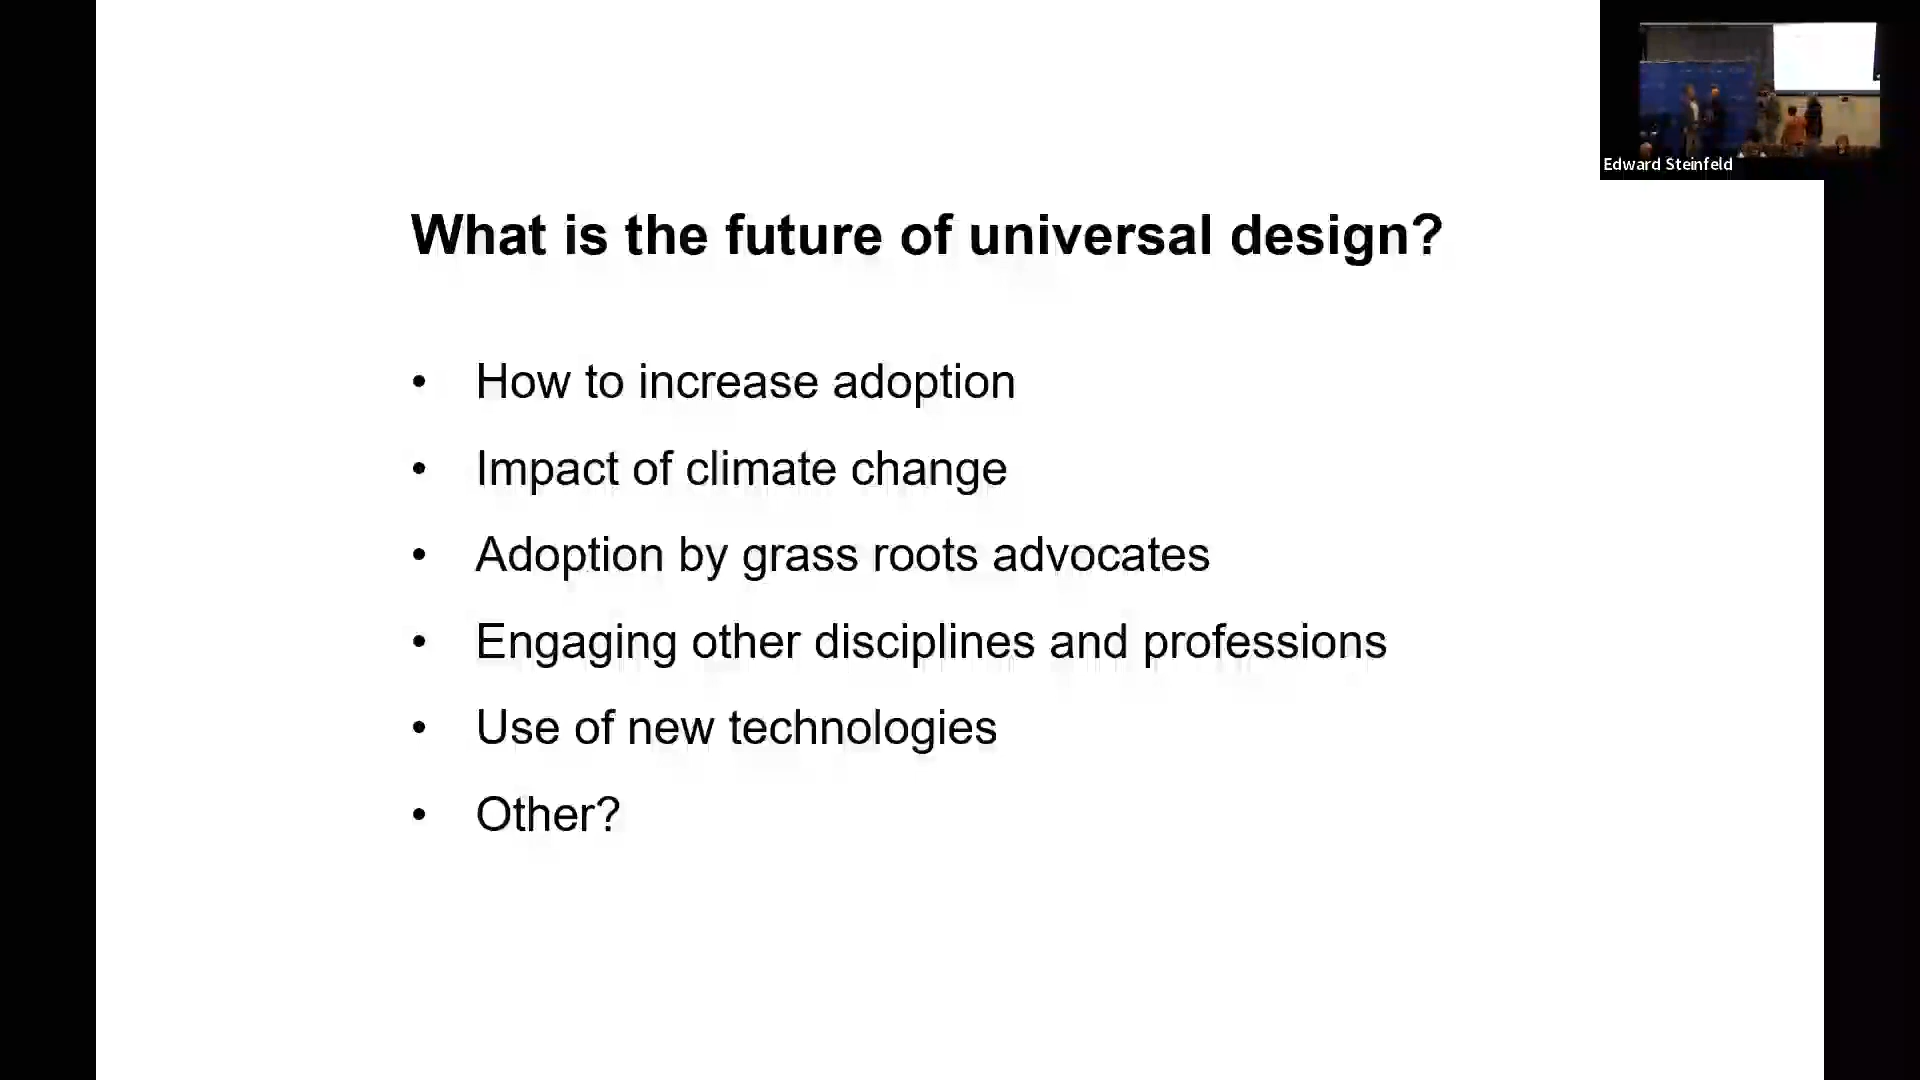 Edward Steinfeld
What is the future of universal design?
• How to increase adoption
• Impact of climate change
• Adoption by grass roots advocates
• Engaging other disciplines and professions
• Use of new technologies
• Other?